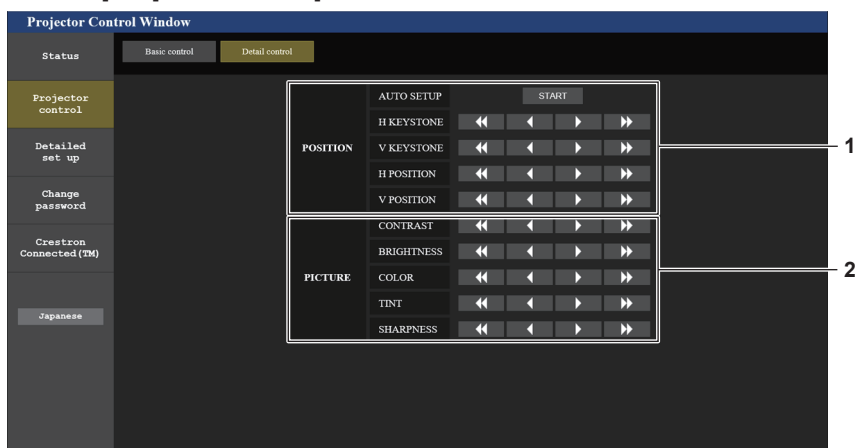 Projector Control Window
Status
Basic control
Detail control
Projector
control
Detailed
set up
Change
password
Crestron
Connected(TM)
Japanese
POSITION
AUTO SETUP
START
H KEYSTONE
V KEYSTONE
H POSITION
V POSITION
1
PICTURE
CONTRAST
BRIGHTNESS
COLOR
TINT
SHARPNESS
2